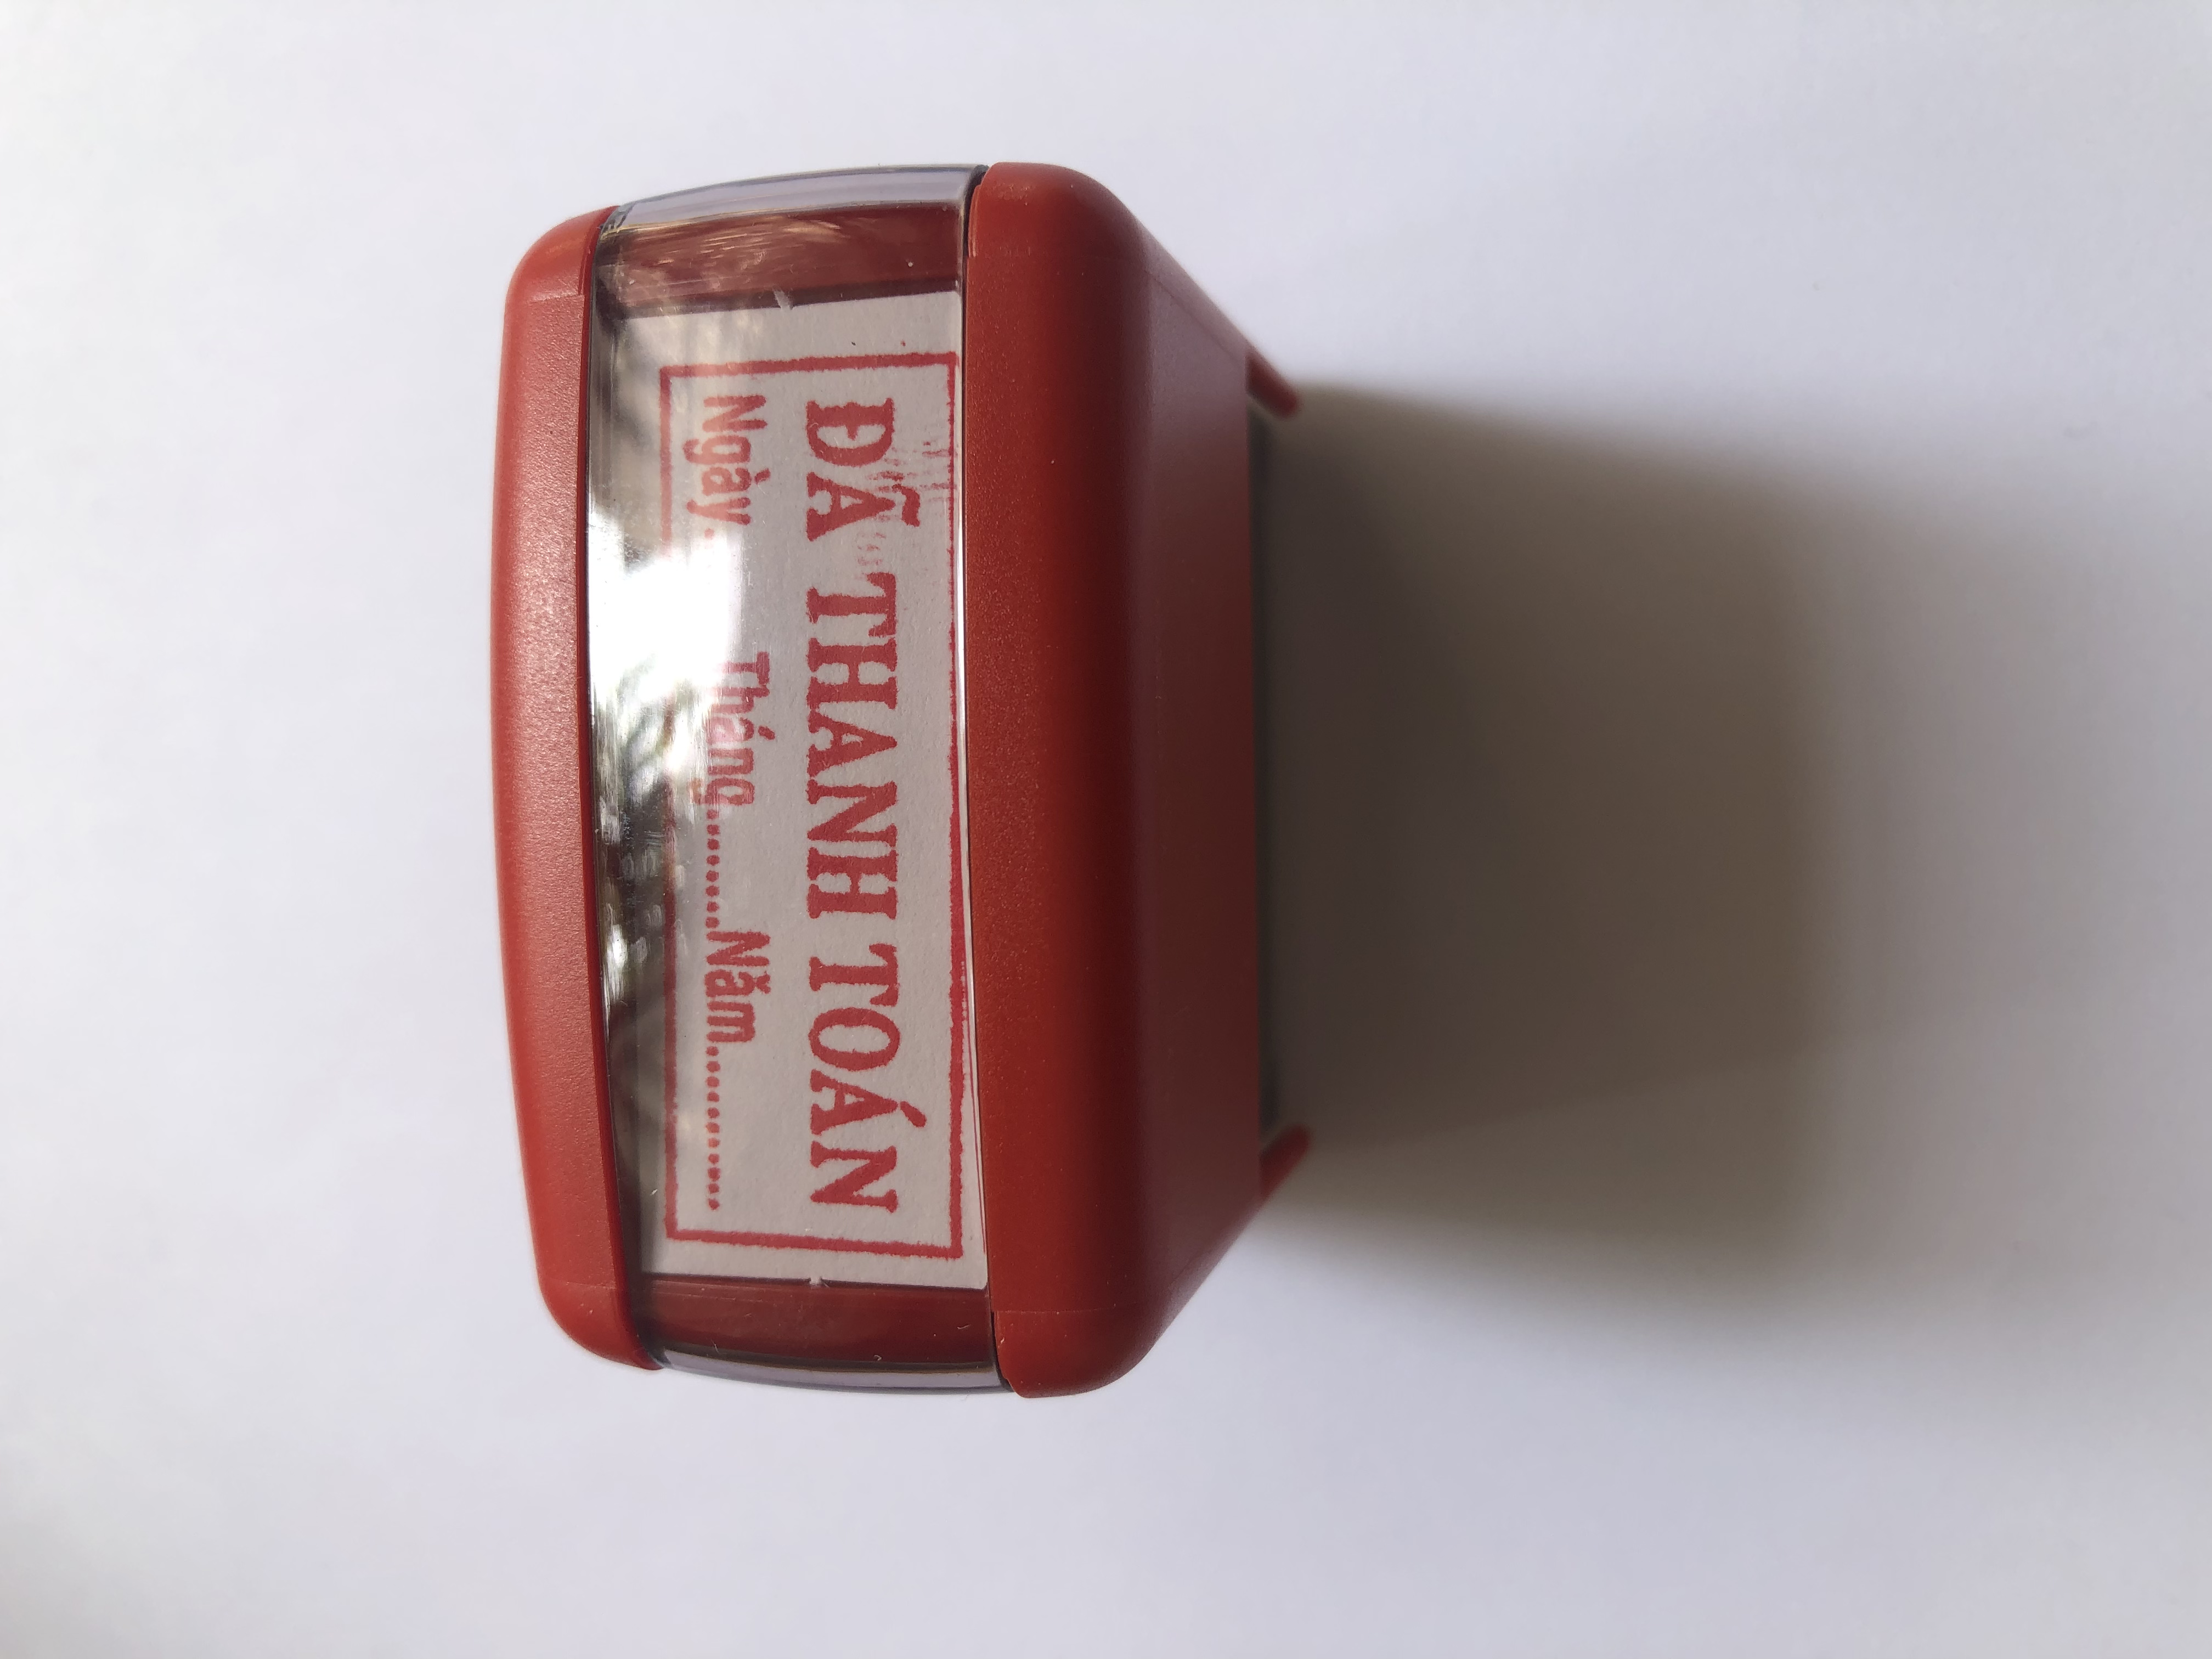 ĐÃ THANH TOÁN
Ngày.. Tháng..........Năm..............